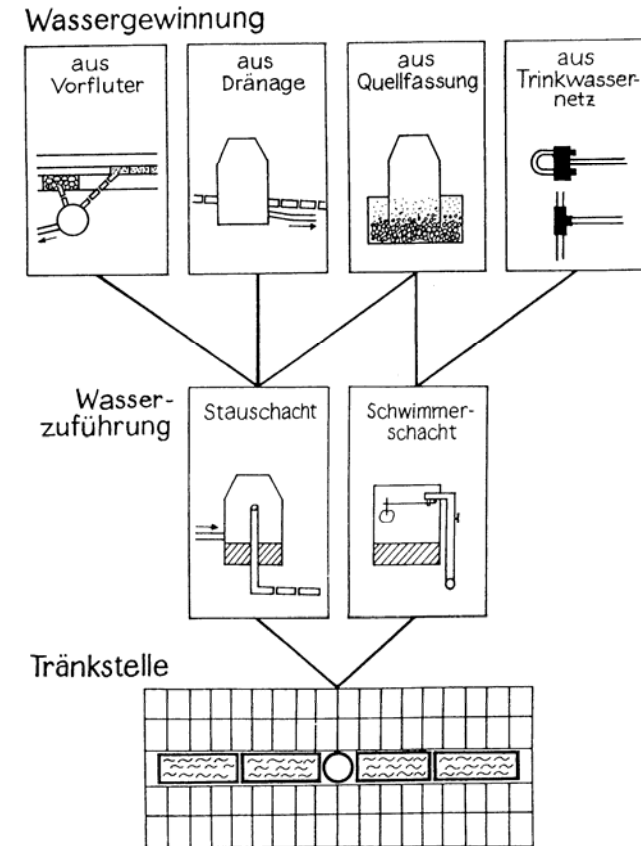 Wassergewinnung
aus
Vorfluter
aus
Dränage
aus
Quellfassung
aus
Trinkwasser-
netz
Wasser-
zuführung
Stauschacht
Schwimmer-
schacht
Tränkstelle